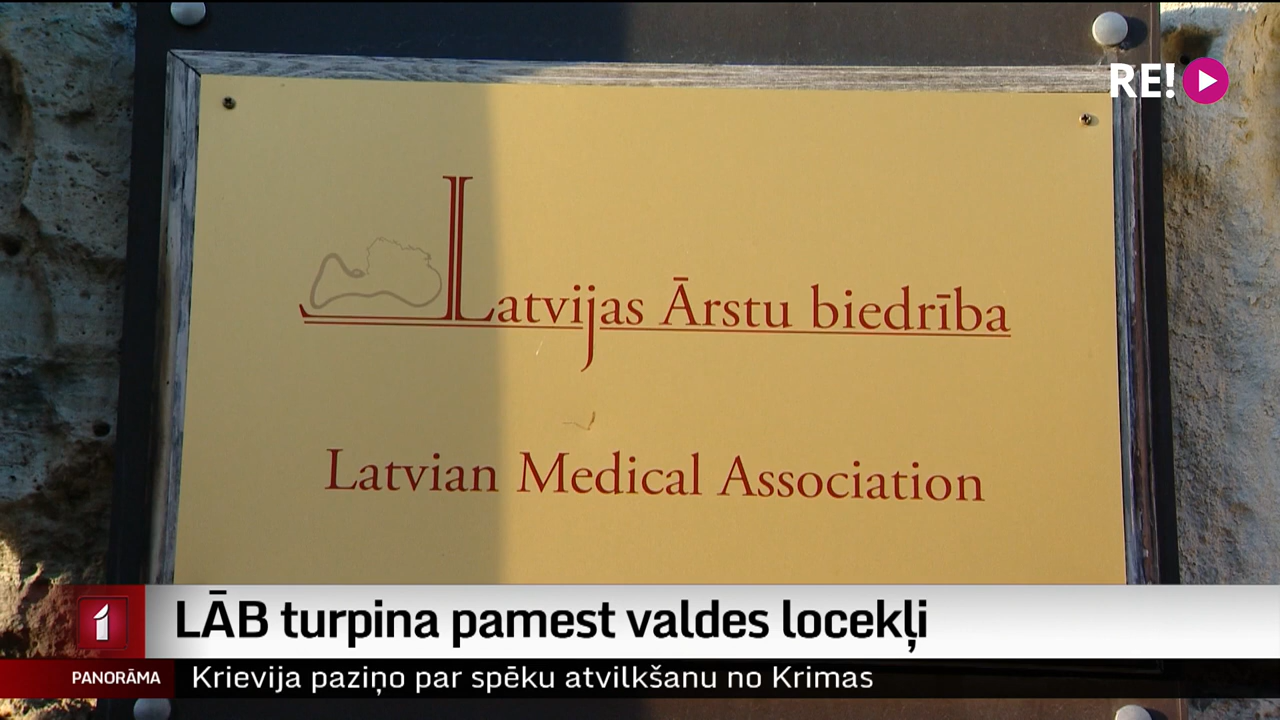 RE!
Latvijas Ārstu biedrība
Latvian Medical Association
1
LĀB turpina pamest valdes locekļi
PANORĀMA
Krievija paziņo par spēku atvilkšanu no Krimas